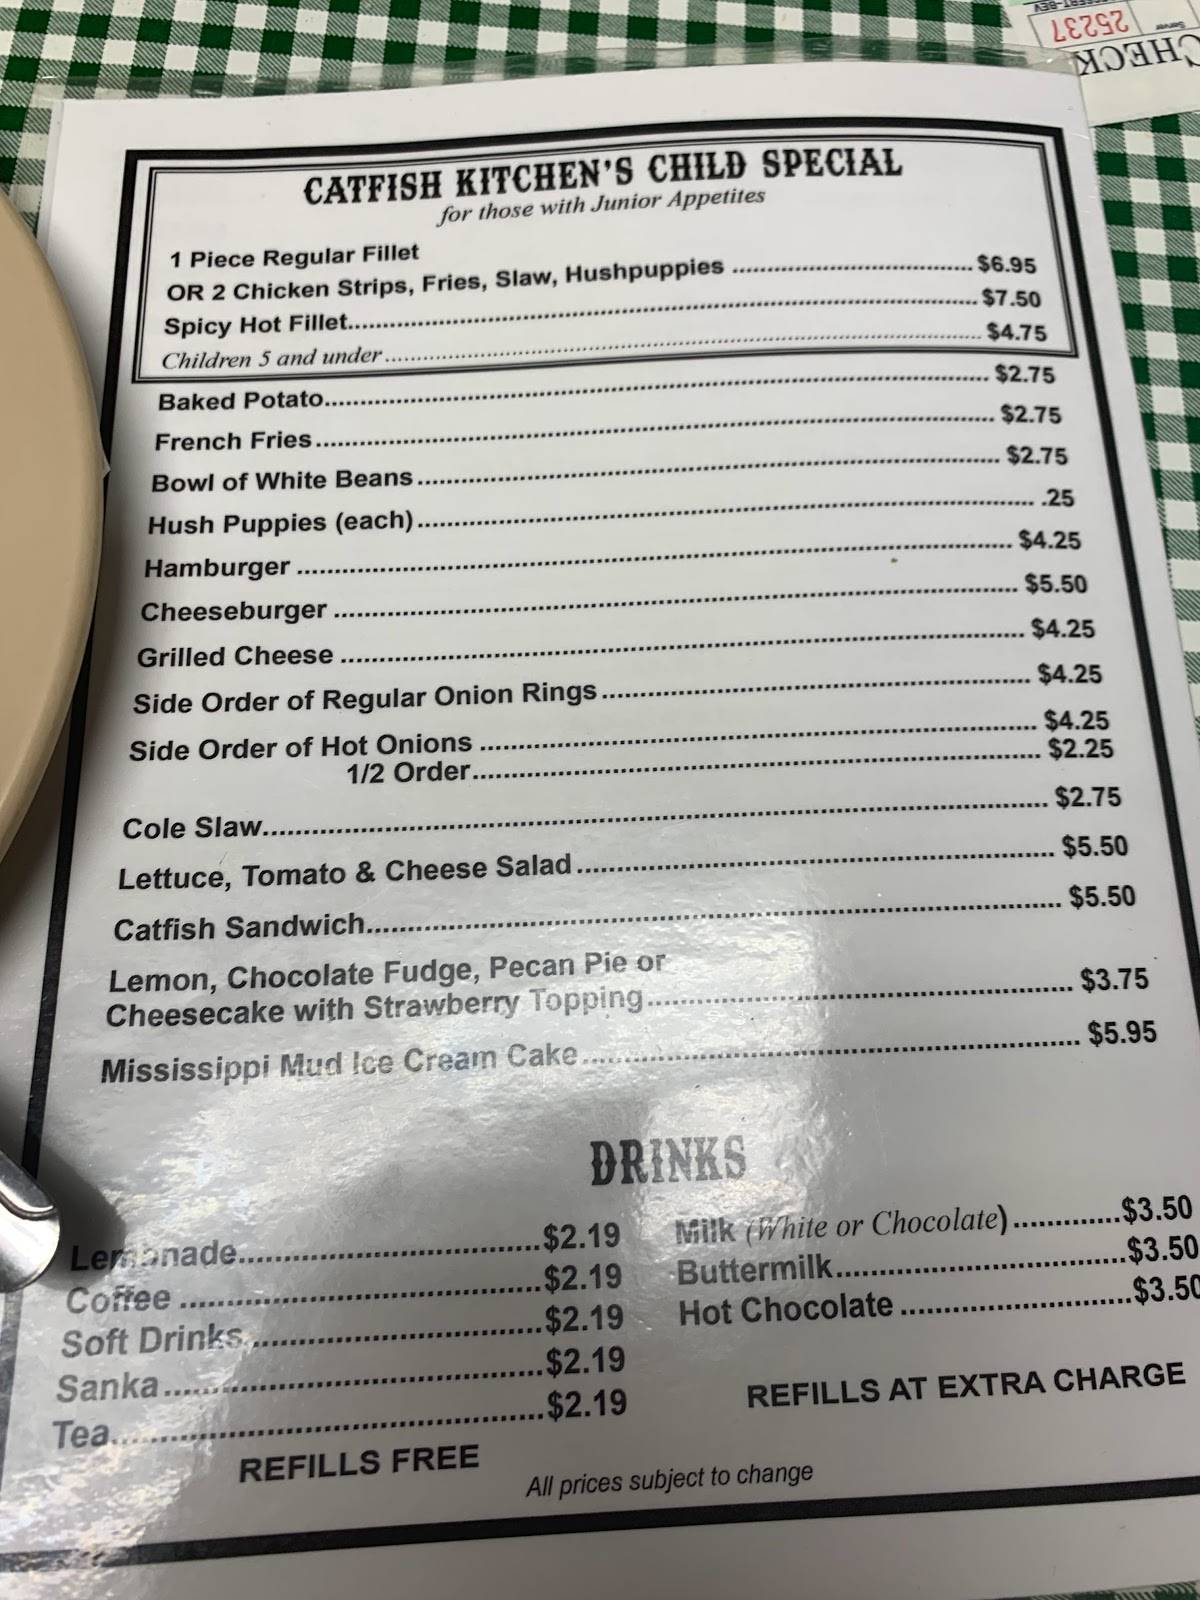 CHECK
25237
Server
CATFISH KITCHEN'S CHILD SPECIAL
for those with Junior Appetites
1 Piece Regular Fillet
OR 2 Chicken Strips, Fries, Slaw, Hushpuppies $6.95
Spicy Hot Fillet $7.50
Children 5 and under $4.75
Baked Potato $2.75
French Fries $2.75
Bowl of White Beans $2.75
Hush Puppies (each) .25
Hamburger $4.25
Cheeseburger $5.50
Grilled Cheese $4.25
Side Order of Regular Onion Rings $4.25
Side Order of Hot Onions $4.25
1/2 Order $2.25
Cole Slaw $2.75
Lettuce, Tomato & Cheese Salad $5.50
Catfish Sandwich $5.50
Lemon, Chocolate Fudge, Pecan Pie or
Cheesecake with Strawberry Topping $3.75
Mississippi Mud Ice Cream Cake $5.95
DRINKS
Lemonade $2.19
Coffee $2.19
Soft Drinks $2.19
Sanka $2.19
Tea $2.19
REFILLS FREE
Milk (White or Chocolate) $3.50
Buttermilk $3.50
Hot Chocolate $3.50
REFILLS AT EXTRA CHARGE
All prices subject to change